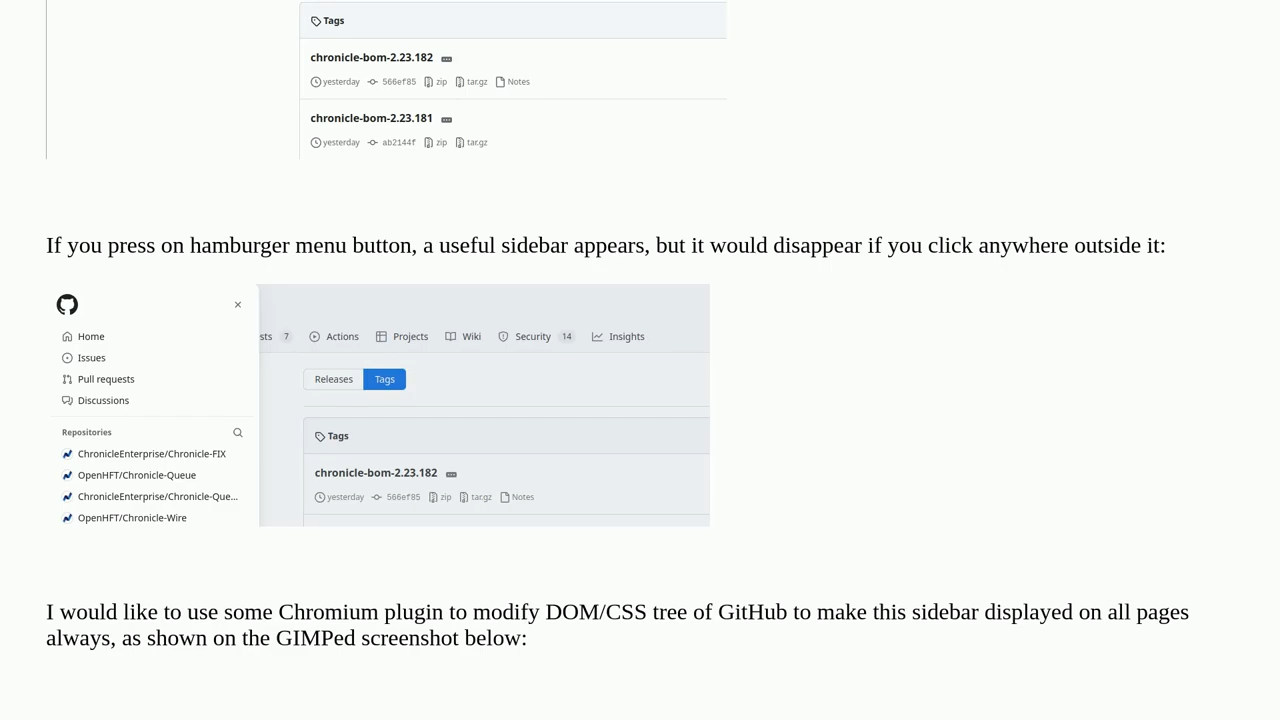 Tags
chronicle-bom-2.23.182
yesterday 566ef85 zip tar.gz Notes
chronicle-bom-2.23.181
yesterday ab2144f zip tar.gz
If you press on hamburger menu button, a useful sidebar appears, but it would disappear if you click anywhere outside it:
Home
Issues
Pull requests
Discussions
Repositories
ChronicleEnterprise/Chronicle-FIX
OpenHFT/Chronicle-Queue
ChronicleEnterprise/Chronicle-Que...
OpenHFT/Chronicle-Wire
sts 7 Actions Projects Wiki Security 14 Insights
Releases Tags
Tags
chronicle-bom-2.23.182
yesterday 566ef85 zip tar.gz Notes
I would like to use some Chromium plugin to modify DOM/CSS tree of GitHub to make this sidebar displayed on all pages
always, as shown on the GIMPed screenshot below: